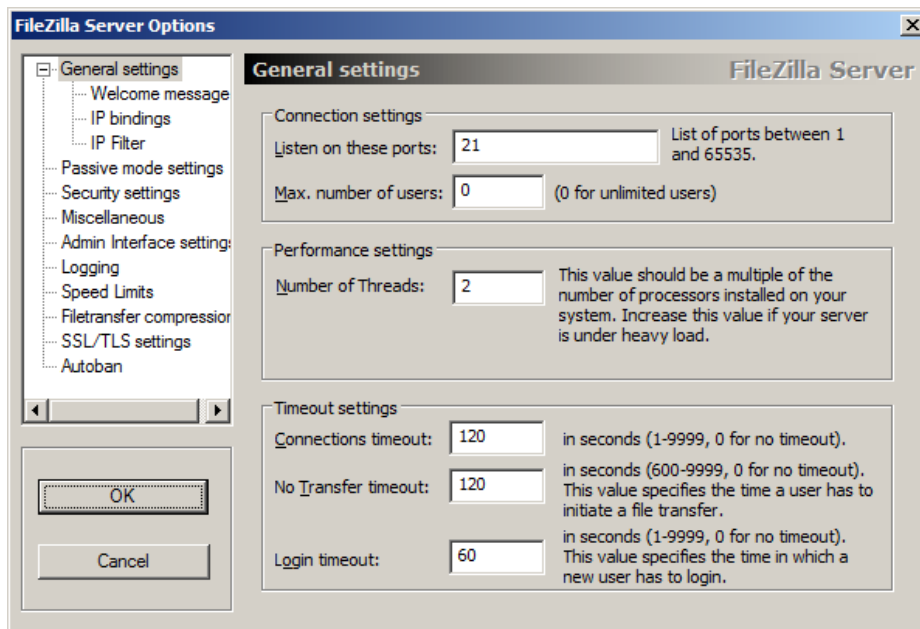 FileZilla Server Options
General settings
Welcome message
IP bindings
IP Filter
Passive mode settings
Security settings
Miscellaneous
Admin Interface setting
Logging
Speed Limits
Filetransfer compression
SSL/TLS settings
Autoban
OK
Cancel
General settings
FileZilla Server
Connection settings
Listen on these ports:
21
List of ports between 1
and 65535.
Max. number of users:
0
(0 for unlimited users)
Performance settings
Number of Threads:
2
This value should be a multiple of the
number of processors installed on your
system. Increase this value if your server
is under heavy load.
Timeout settings
Connections timeout:
120
in seconds (1-9999, 0 for no timeout).
No Transfer timeout:
120
in seconds (600-9999, 0 for no timeout).
This value specifies the time a user has to
initiate a file transfer.
Login timeout:
60
in seconds (1-9999, 0 for no timeout).
This value specifies the time in which a
new user has to login.